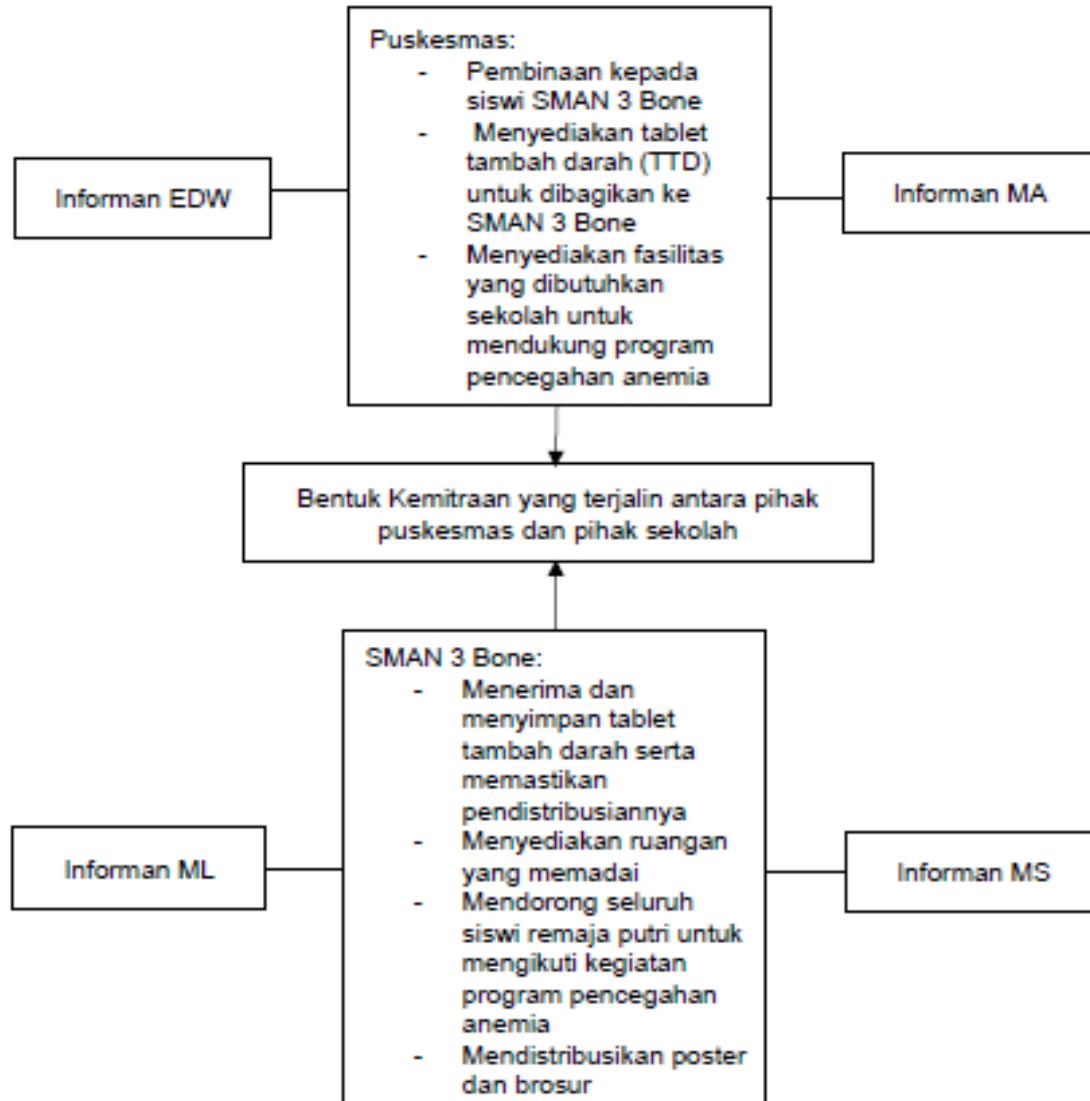 Puskesmas:
- Pembinaan kepada
siswi SMAN 3 Bone
- Menyediakan tablet
tambah darah (TTD)
untuk dibagikan ke
SMAN 3 Bone
- Menyediakan fasilitas
yang dibutuhkan
sekolah untuk
mendukung program
pencegahan anemia
Informan EDW
Informan MA
Bentuk Kemitraan yang terjalin antara pihak
puskesmas dan pihak sekolah
SMAN 3 Bone:
- Menerima dan
menyimpan tablet
tambah darah serta
memastikan
pendistribusiannya
- Menyediakan ruangan
yang memadai
- Mendorong seluruh
siswi remaja putri untuk
mengikuti kegiatan
program pencegahan
anemia
- Mendistribusikan poster
dan brosur
Informan ML
Informan MS